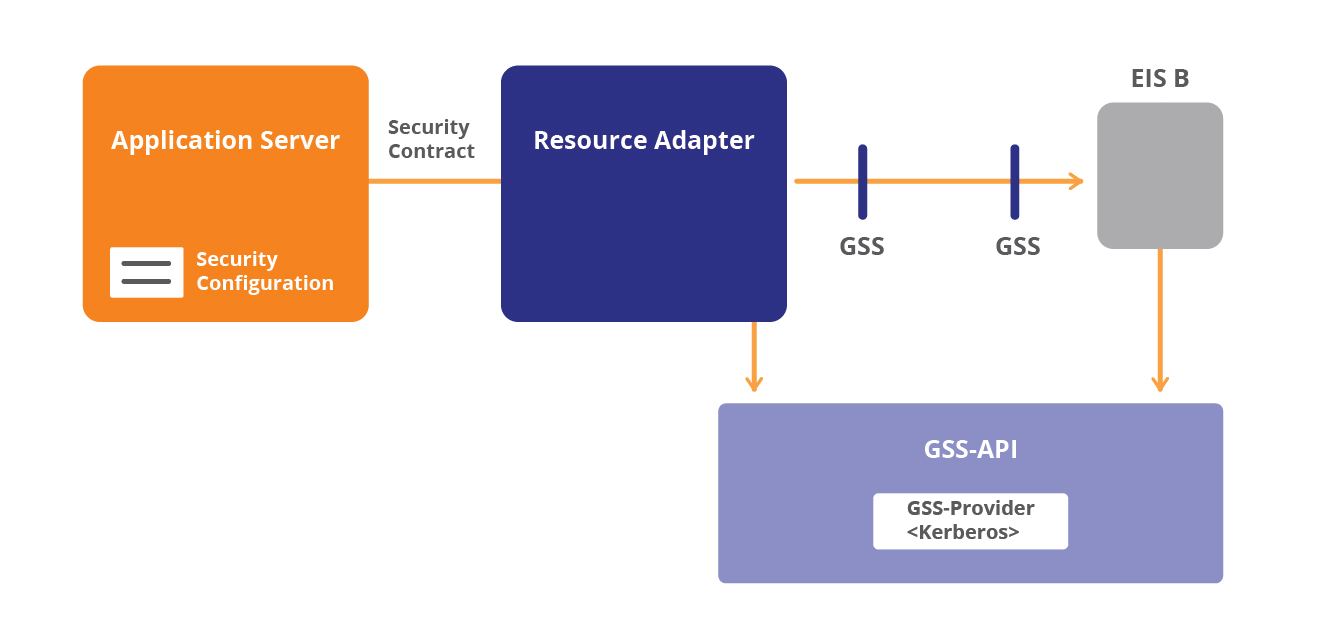 Application Server
Security
Configuration
Security
Contract
Resource Adapter
GSS
GSS
EIS B
GSS-API
GSS-Provider
<Kerberos>